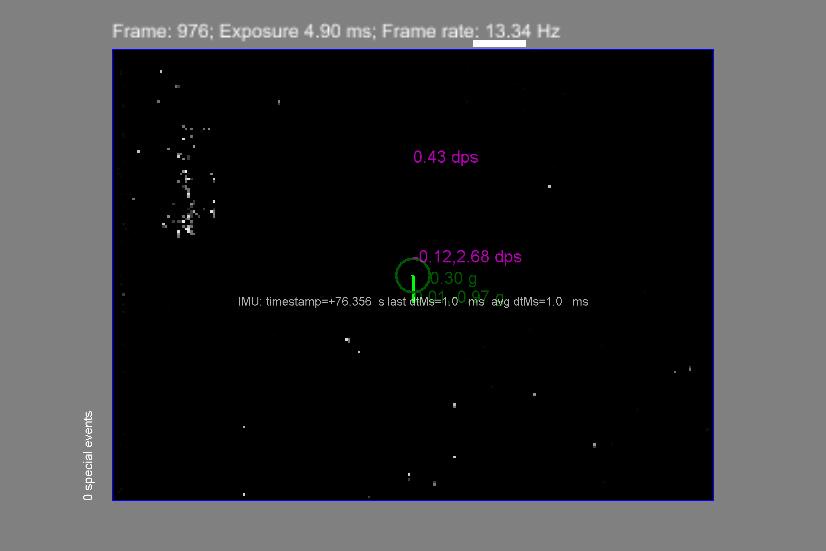 Frame: 976; Exposure 4.90 ms; Frame rate: 13.34 Hz
0.43 dps
-0.12,2.68 dps
0.30 g
IMU: timestamp=+76.356 s last dtMs=1.0 ms avg dtMs=1.0 ms
0 special events